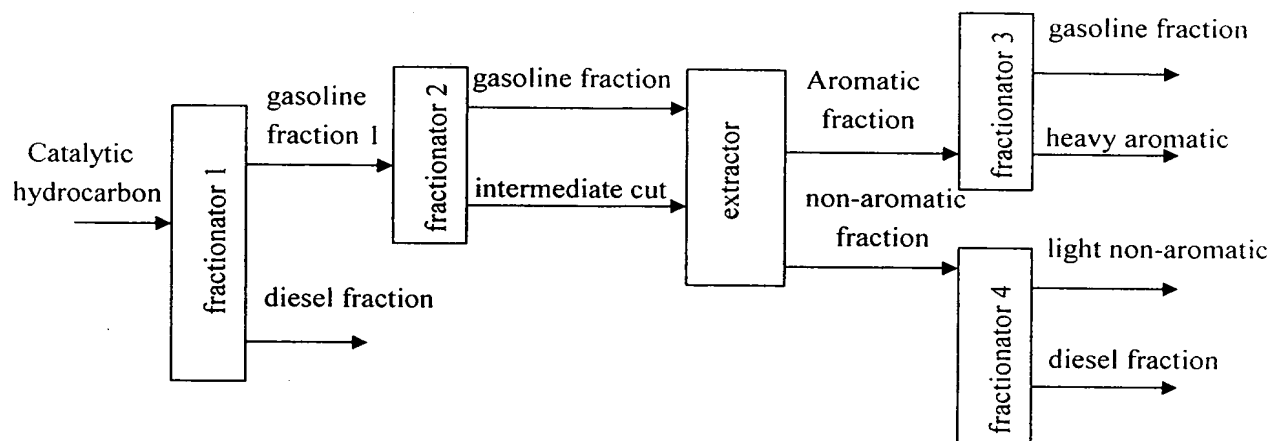 Catalytic
hydrocarbon
fractionator 1
gasoline
fraction 1
diesel fraction
fractionator 2
gasoline fraction
intermediate cut
extractor
Aromatic
fraction
non-aromatic
fraction
fractionator 3
gasoline fraction
heavy aromatic
fractionator 4
light non-aromatic
diesel fraction